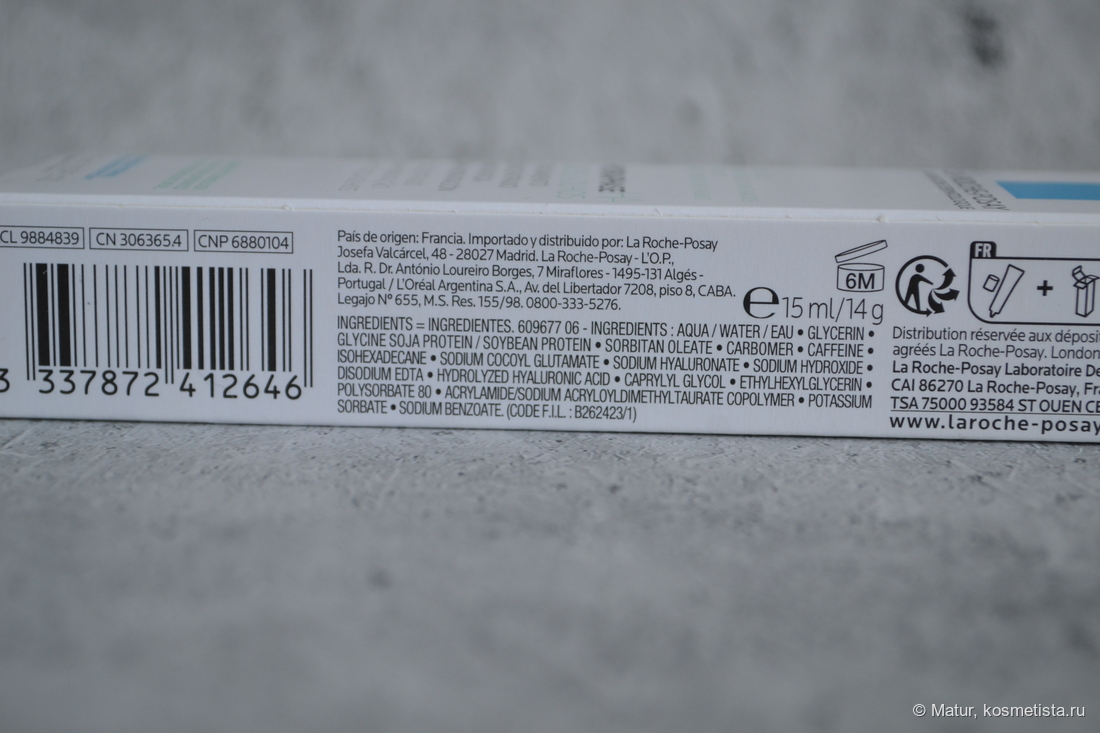 CL 9884839 CN 306365.4 CNP 6880104
3 337872 412646
País de origen: Francia. Importado y distribuido por: La Roche-Posay
Josefa Valcárcel, 48 - 28027 Madrid. La Roche-Posay - L'O.P.,
Lda. R. Dr. António Loureiro Borges, 7 Miraflores - 1495-131 Algés -
Portugal / L'Oréal Argentina S.A., Av. del Libertador 7208, piso 8, CABA.
Legajo N° 655, M.S. Res. 155/98. 0800-333-5276.
INGREDIENTS = INGREDIENTES. 609677 06 - INGREDIENTS : AQUA / WATER / EAU • GLYCERIN •
GLYCINE SOJA PROTEIN / SOYBEAN PROTEIN • SORBITAN OLEATE • CARBOMER • CAFFEINE •
ISOHEXADECANE • SODIUM COCOYL GLUTAMATE • SODIUM HYALURONATE • SODIUM HYDROXIDE •
DISODIUM EDTA • HYDROLYZED HYALURONIC ACID • CAPRYLYL GLYCOL • ETHYLHEXYLGLYCERIN •
POLYSORBATE 80 • ACRYLAMIDE/SODIUM ACRYLOYLDIMETHYLTAURATE COPOLYMER • POTASSIUM
SORBATE • SODIUM BENZOATE. (CODE F.I.L. : B262423/1)
6M
℮ 15 ml/14 g
FR
+
Distribution réservée aux déposit
agréés La Roche-Posay. London
La Roche-Posay Laboratoire De
CAI 86270 La Roche-Posay, Fra
TSA 75000 93584 ST OUEN CE
www.laroche-posay
© Matur, kosmetista.ru